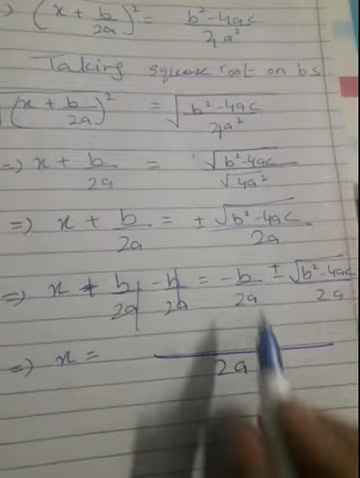 ⇒ (x + b/2a)² = b²-4ac/4a²
Taking square root on bs
√(x + b/2a)² = √b²-4ac/4a²
⇒ x + b/2a = √b²-4ac/√4a²
⇒ x + b/2a = ± √b²-4ac/2a
⇒ x + b/2a - b/2a = -b/2a ± √b²-4ac/2a
⇒ x = /2a